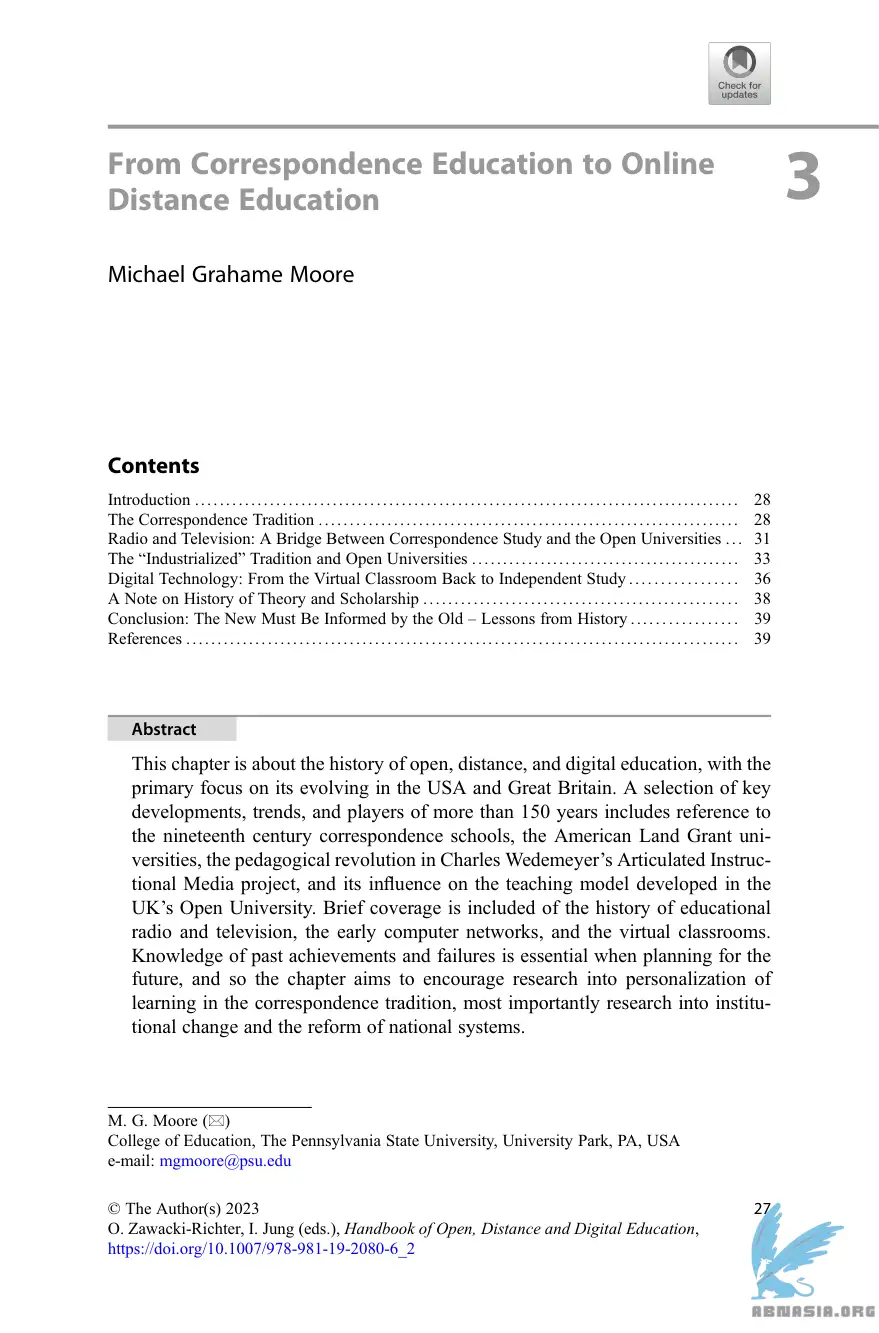 Check for
updates
From Correspondence Education to Online
Distance Education
3
Michael Grahame Moore
Contents
Introduction ........................................................................................ 28
The Correspondence Tradition .................................................................... 28
Radio and Television: A Bridge Between Correspondence Study and the Open Universities ... 31
The “Industrialized” Tradition and Open Universities ........................................... 33
Digital Technology: From the Virtual Classroom Back to Independent Study ................. 36
A Note on History of Theory and Scholarship ................................................... 38
Conclusion: The New Must Be Informed by the Old – Lessons from History ................. 39
References ......................................................................................... 39
Abstract
This chapter is about the history of open, distance, and digital education, with the
primary focus on its evolving in the USA and Great Britain. A selection of key
developments, trends, and players of more than 150 years includes reference to
the nineteenth century correspondence schools, the American Land Grant uni-
versities, the pedagogical revolution in Charles Wedemeyer’s Articulated Instruc-
tional Media project, and its influence on the teaching model developed in the
UK’s Open University. Brief coverage is included of the history of educational
radio and television, the early computer networks, and the virtual classrooms.
Knowledge of past achievements and failures is essential when planning for the
future, and so the chapter aims to encourage research into personalization of
learning in the correspondence tradition, most importantly research into institu-
tional change and the reform of national systems.
M. G. Moore (✉)
College of Education, The Pennsylvania State University, University Park, PA, USA
e-mail: mgmoore@psu.edu
© The Author(s) 2023
27
O. Zawacki-Richter, I. Jung (eds.), Handbook of Open, Distance and Digital Education,
https://doi.org/10.1007/978-981-19-2080-6_2
ABNASIA.ORG